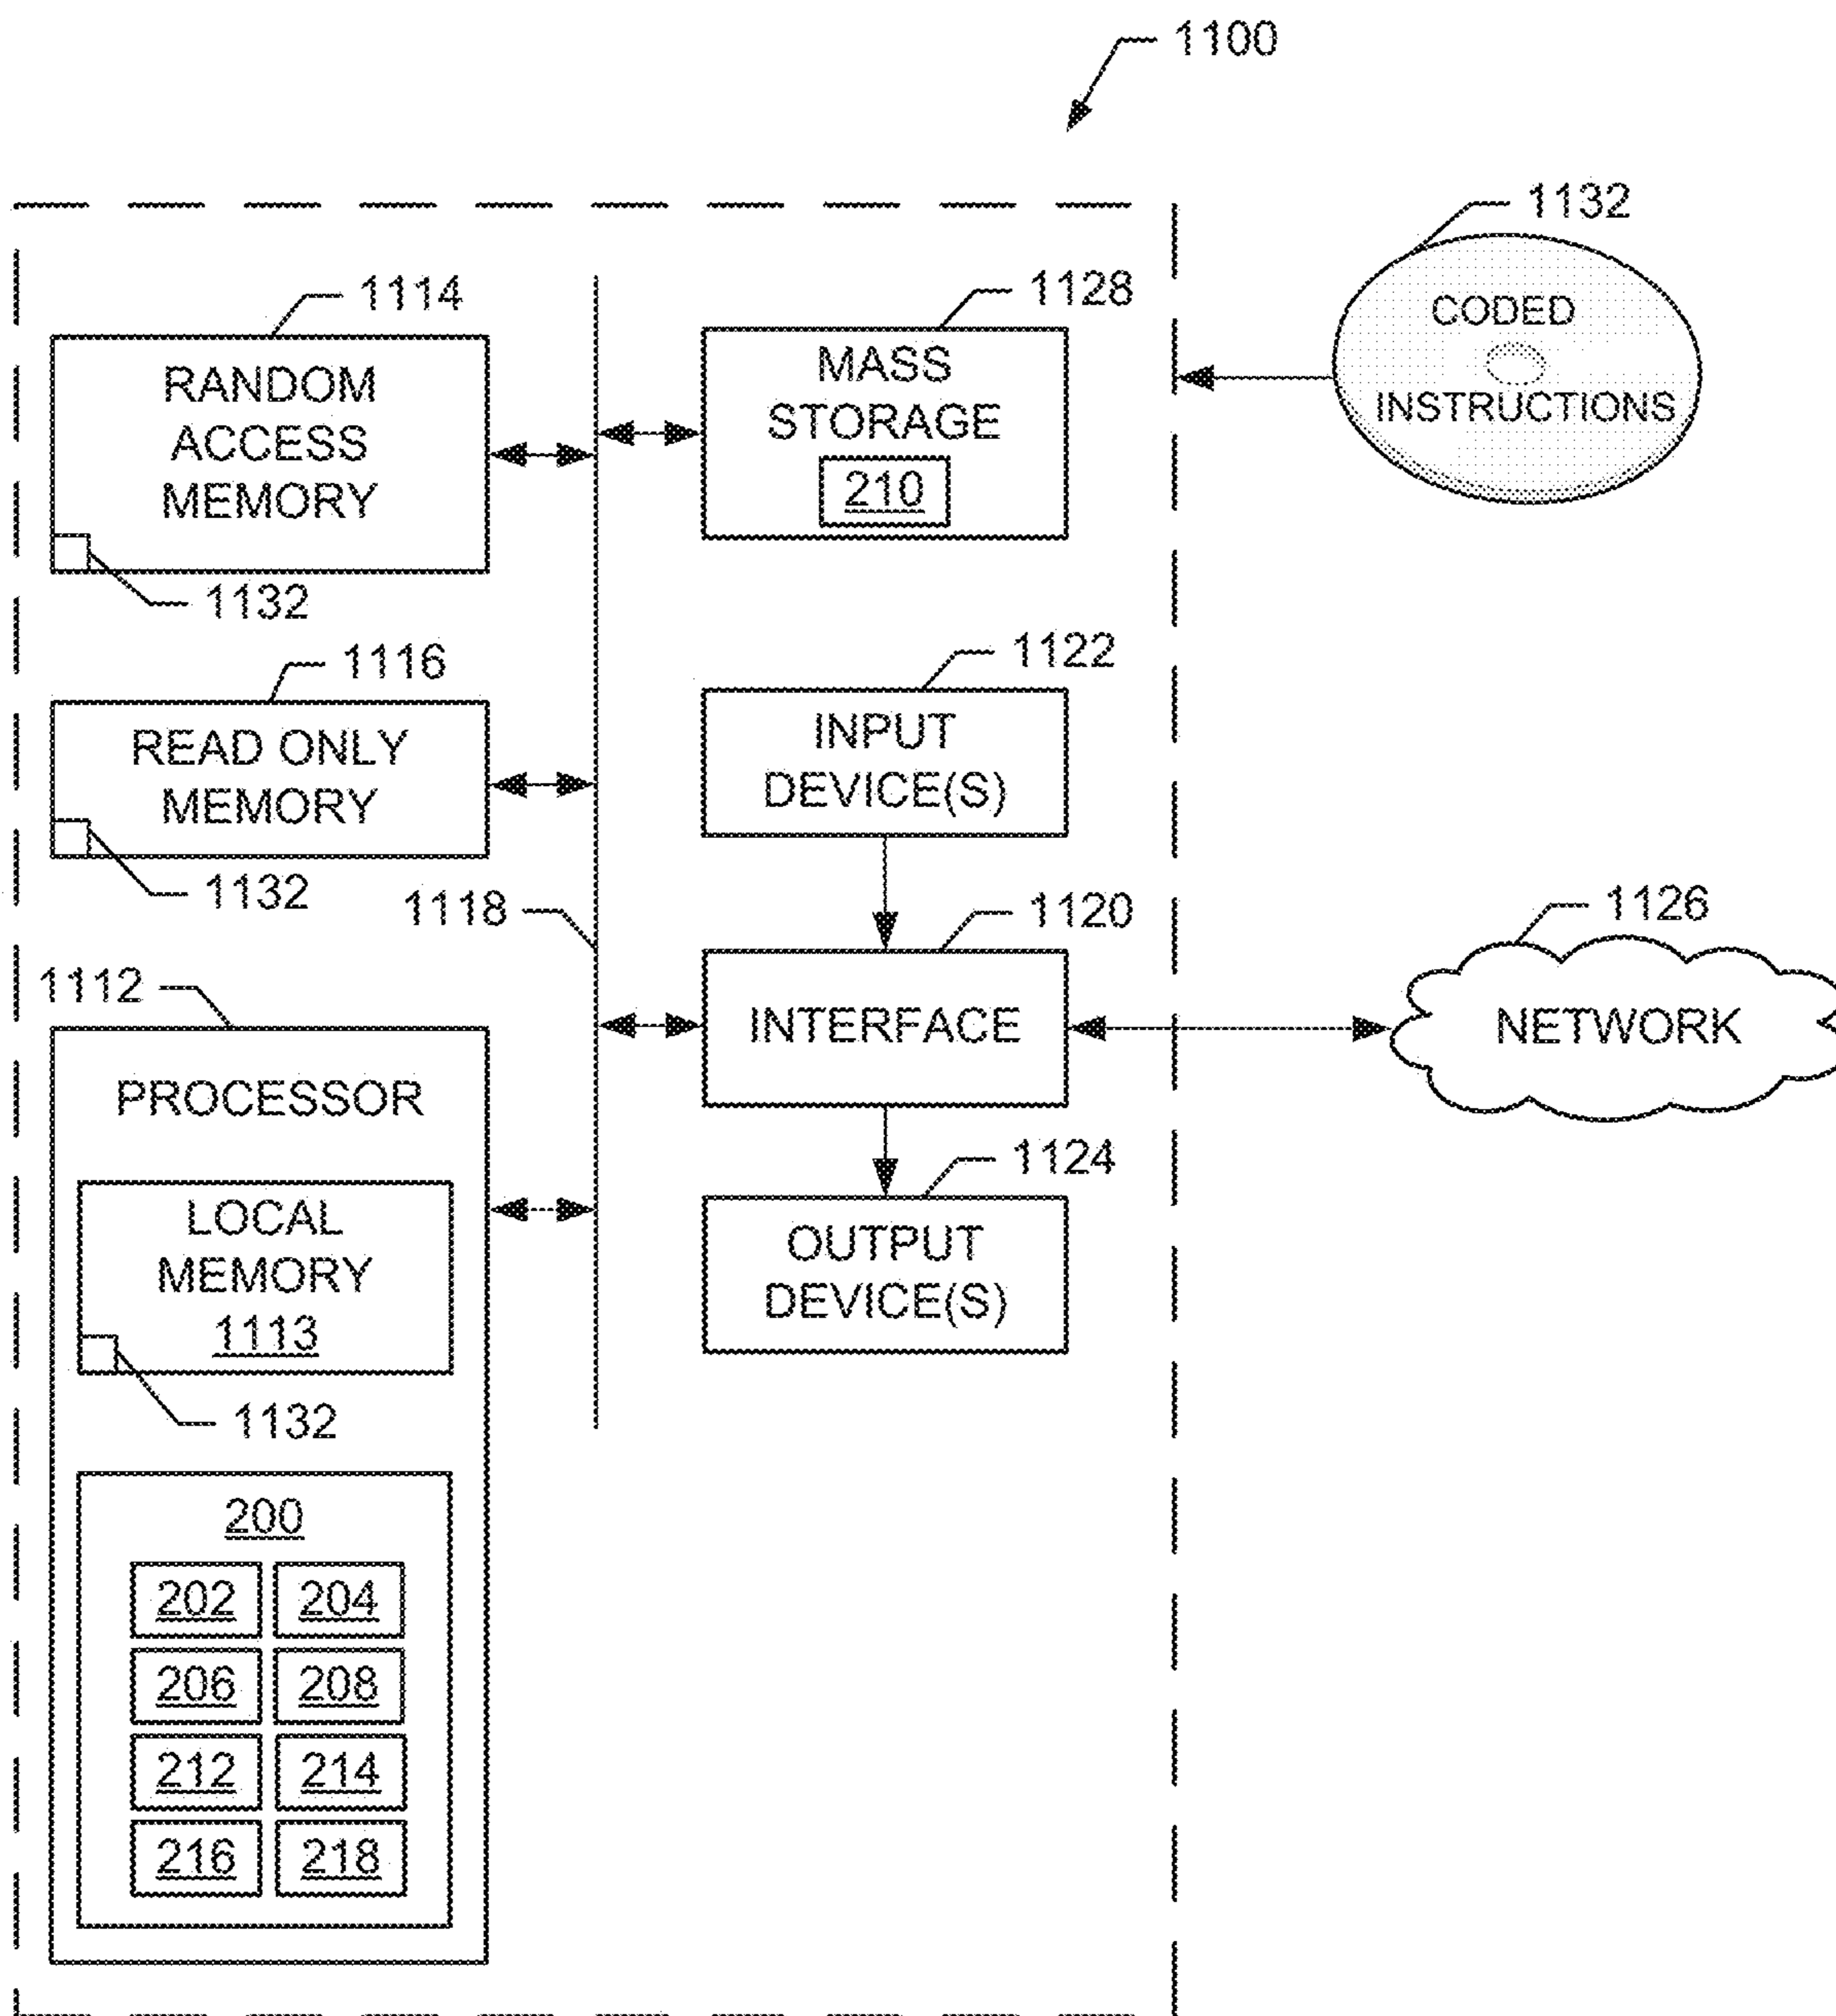 1100
1132
CODED
INSTRUCTIONS
1114
RANDOM
ACCESS
MEMORY
1132
1128
MASS
STORAGE
210
1116
READ ONLY
MEMORY
1132
1122
INPUT
DEVICE(S)
1118
1120
INTERFACE
1126
NETWORK
1112
PROCESSOR
LOCAL
MEMORY
1113
1132
1124
OUTPUT
DEVICE(S)
200
202 204
206 208
212 214
216 218